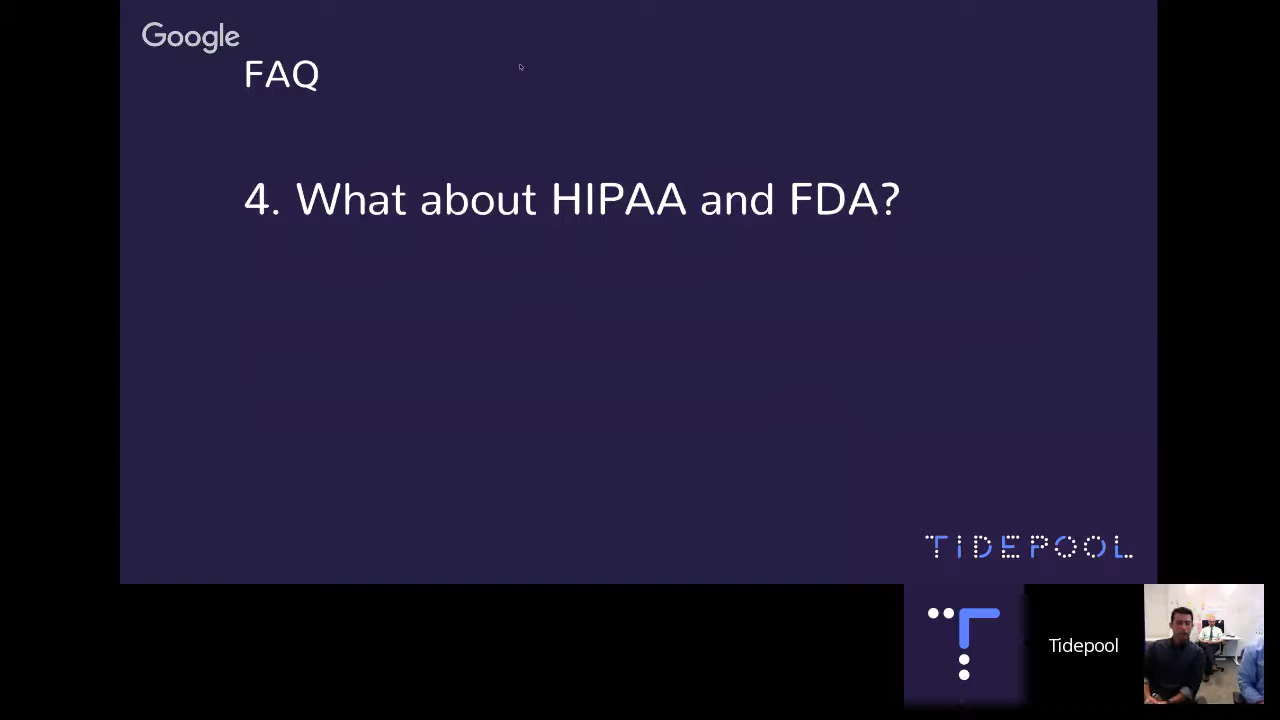 Google
FAQ
4. What about HIPAA and FDA?
TIDEPOOL
Tidepool